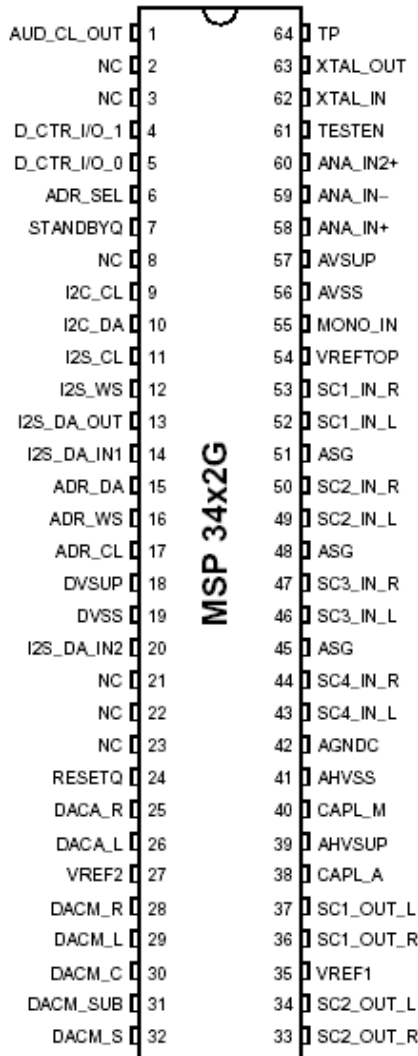 AUD_CL_OUT 1 64 TP
NC 2 63 XTAL_OUT
NC 3 62 XTAL_IN
D_CTR_I/O_1 4 61 TESTEN
D_CTR_I/O_0 5 60 ANA_IN2+
ADR_SEL 6 59 ANA_IN−
STANDBYQ 7 58 ANA_IN+
NC 8 57 AVSUP
I2C_CL 9 56 AVSS
I2C_DA 10 55 MONO_IN
I2S_CL 11 54 VREFTOP
I2S_WS 12 53 SC1_IN_R
I2S_DA_OUT 13 52 SC1_IN_L
I2S_DA_IN1 14 51 ASG
ADR_DA 15 50 SC2_IN_R
ADR_WS 16 49 SC2_IN_L
ADR_CL 17 48 ASG
DVSUP 18 47 SC3_IN_R
DVSS 19 46 SC3_IN_L
I2S_DA_IN2 20 45 ASG
NC 21 44 SC4_IN_R
NC 22 43 SC4_IN_L
NC 23 42 AGNDC
RESETQ 24 41 AHVSS
DACA_R 25 40 CAPL_M
DACA_L 26 39 AHVSUP
VREF2 27 38 CAPL_A
DACM_R 28 37 SC1_OUT_L
DACM_L 29 36 SC1_OUT_R
DACM_C 30 35 VREF1
DACM_SUB 31 34 SC2_OUT_L
DACM_S 32 33 SC2_OUT_R
MSP 34x2G